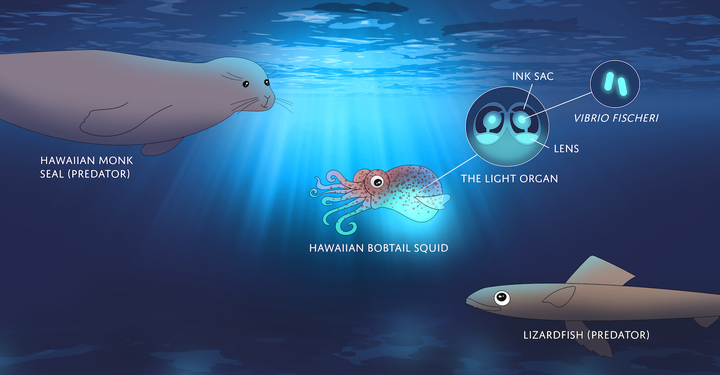 INK SAC
VIBRIO FISCHERI
LENS
HAWAIIAN MONK
SEAL (PREDATOR)
THE LIGHT ORGAN
HAWAIIAN BOBTAIL SQUID
LIZARDFISH (PREDATOR)